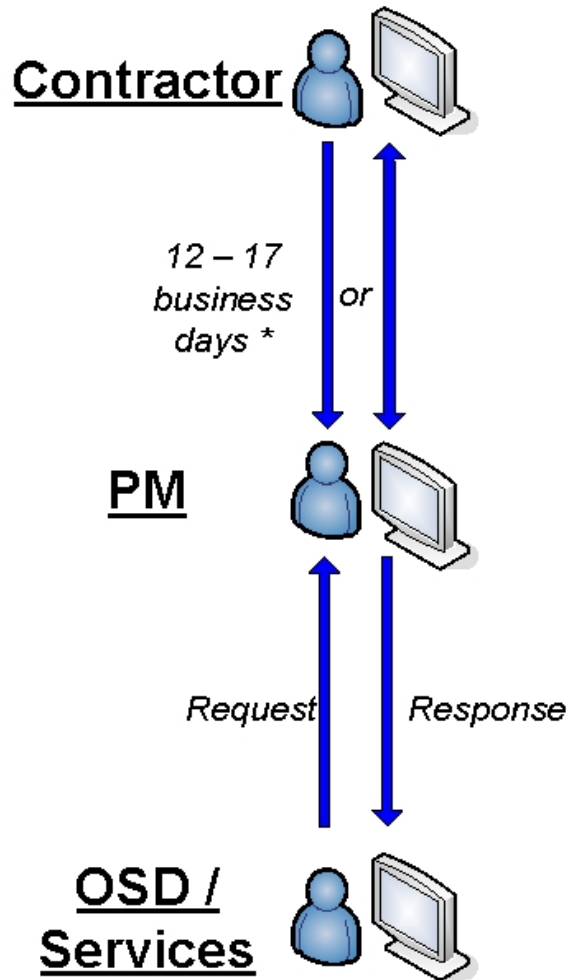 Contractor
12 – 17
business
days *
or
PM
Request
Response
OSD /
Services